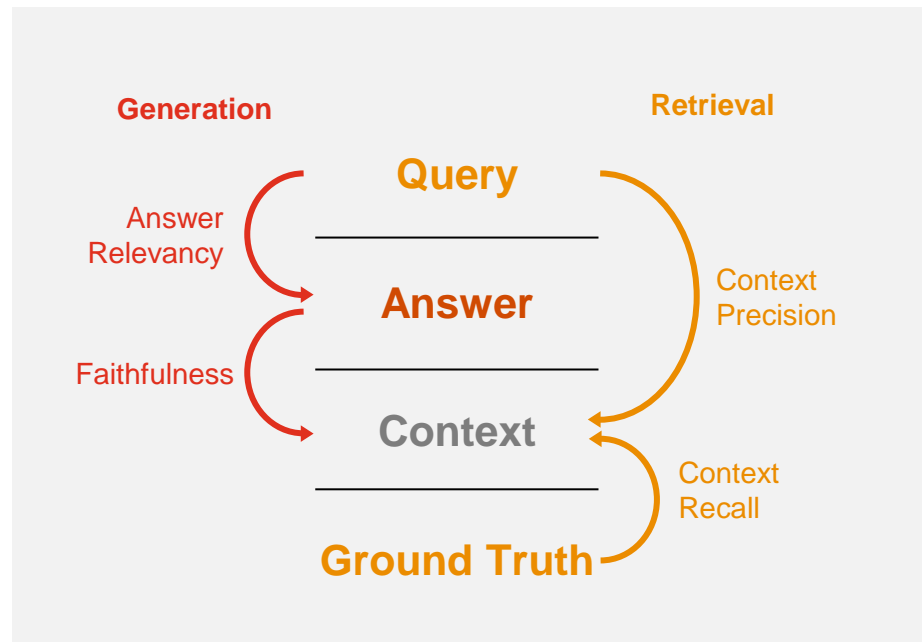 Generation
Retrieval
Query
Answer
Relevancy
Answer
Context
Precision
Faithfulness
Context
Context
Recall
Ground Truth